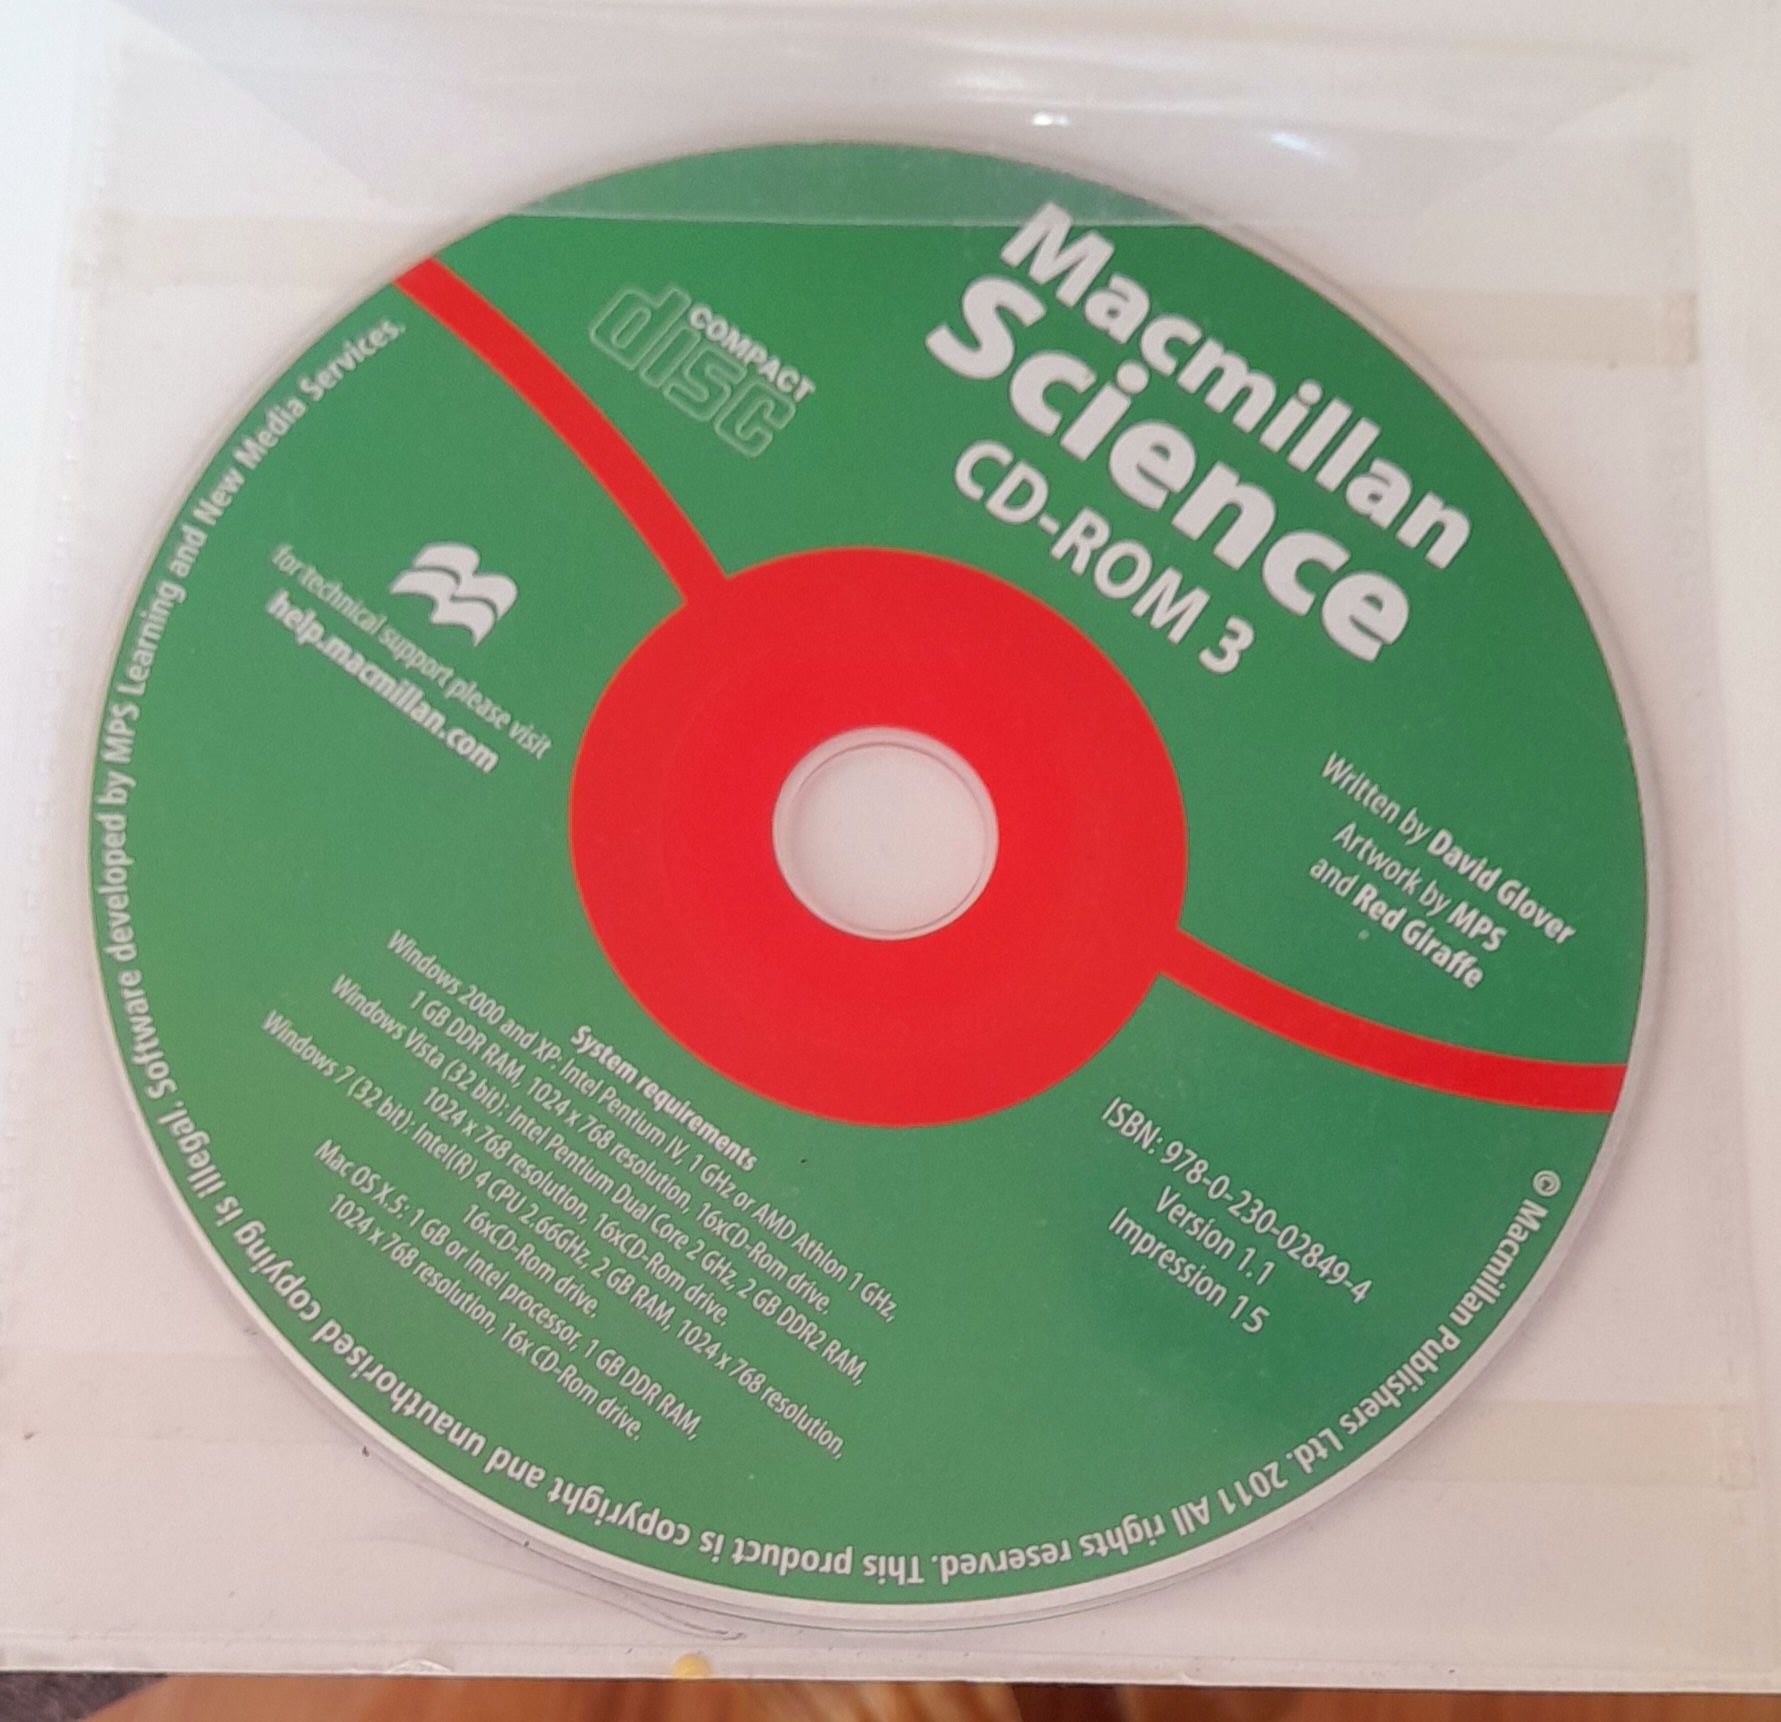 Macmillan
Science
CD-ROM 3
COMPACT
disc
for technical support please visit
help.macmillan.com
Written by David Glover
Artwork by MPS
and Red Giraffe
System requirements
Windows 2000 and XP: Intel Pentium IV, 1 GHz or AMD Athlon 1 GHz,
1 GB DDR RAM, 1024 x 768 resolution, 16xCD-Rom drive.
Windows Vista (32 bit): Intel Pentium Dual Core 2 GHz, 2 GB DDR2 RAM,
1024 x 768 resolution, 16xCD-Rom drive.
Windows 7 (32 bit): Intel(R) 4 CPU 2.66GHz, 2 GB RAM, 1024 x 768 resolution,
16xCD-Rom drive.
Mac OS X.5: 1 GB or Intel processor, 1 GB DDR RAM,
1024 x 768 resolution, 16x CD-Rom drive.
ISBN: 978-0-230-02849-4
Version 1.1
Impression 15
© Macmillan Publishers Ltd. 2011 All rights reserved. This product is copyright and unauthorised copying is illegal. Software developed by MPS Learning and New Media Services.